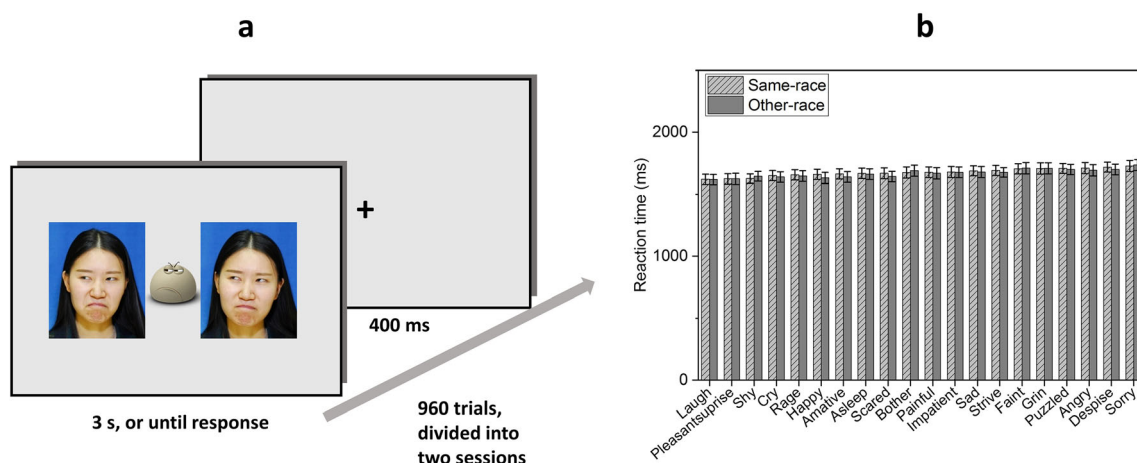 a
+
400 ms
3 s, or until response
960 trials,
divided into
two sessions
b
Same-race
Other-race
Reaction time (ms)
2000
1000
0
Laugh
Pleasantsuprise
Shy
Cry
Rage
Happy
Amative
Asleep
Scared
Bother
Painful
Impatient
Sad
Strive
Faint
Grin
Puzzled
Angry
Despise
Sorry